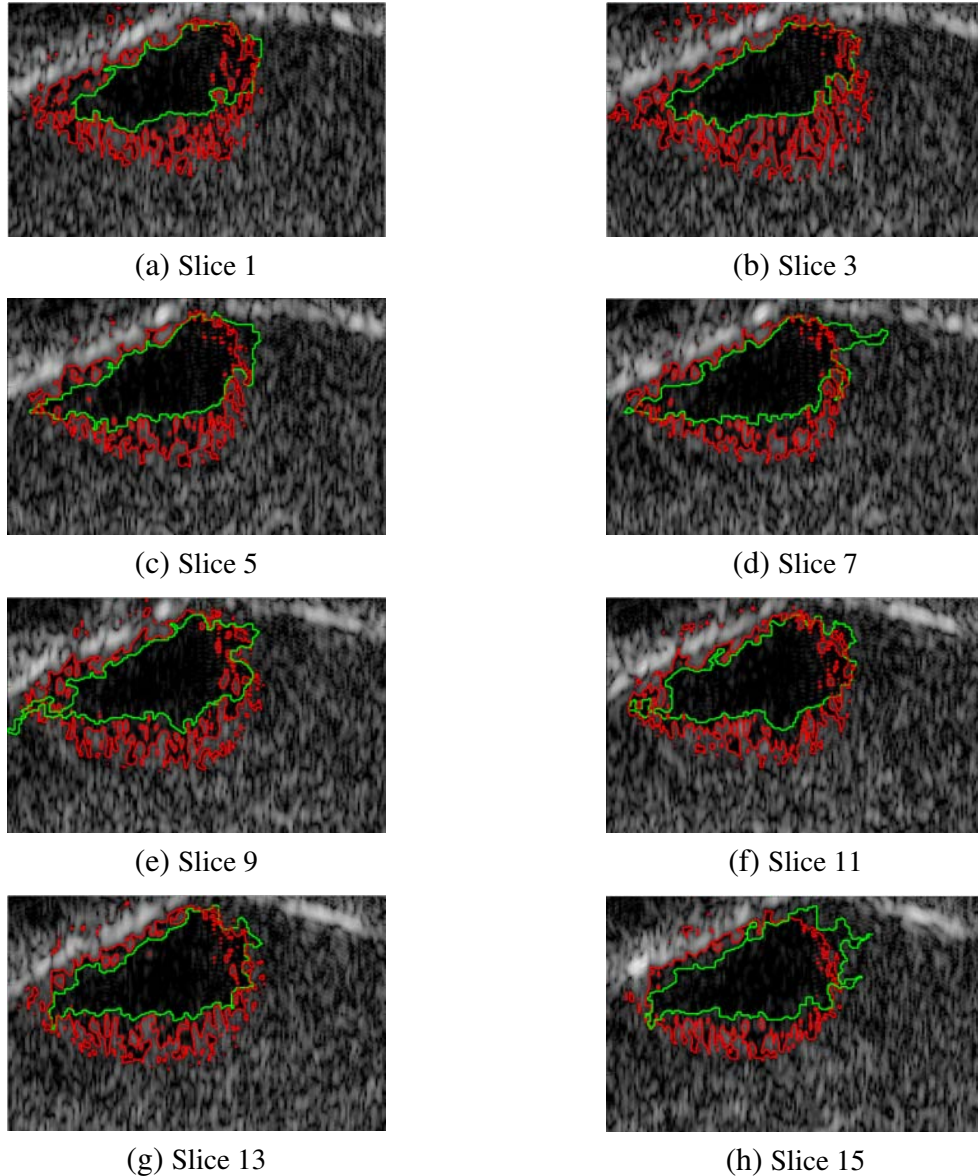 (a) Slice 1
(b) Slice 3
(c) Slice 5
(d) Slice 7
(e) Slice 9
(f) Slice 11
(g) Slice 13
(h) Slice 15